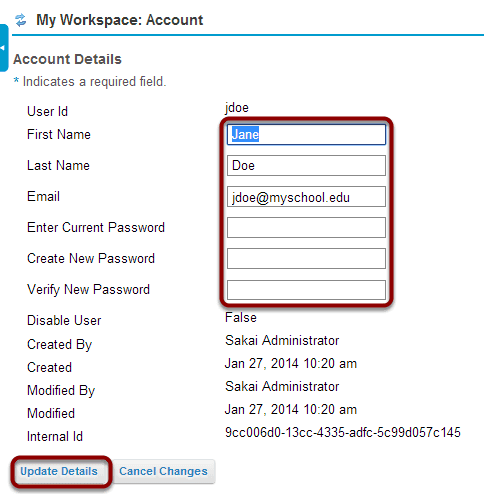 My Workspace: Account
Account Details
* Indicates a required field.
User Id jdoe
First Name Jane
Last Name Doe
Email jdoe@myschool.edu
Enter Current Password
Create New Password
Verify New Password
Disable User False
Created By Sakai Administrator
Created Jan 27, 2014 10:20 am
Modified By Sakai Administrator
Modified Jan 27, 2014 10:20 am
Internal Id 9cc006d0-13cc-4335-adfc-5c99d057c145
Update Details Cancel Changes